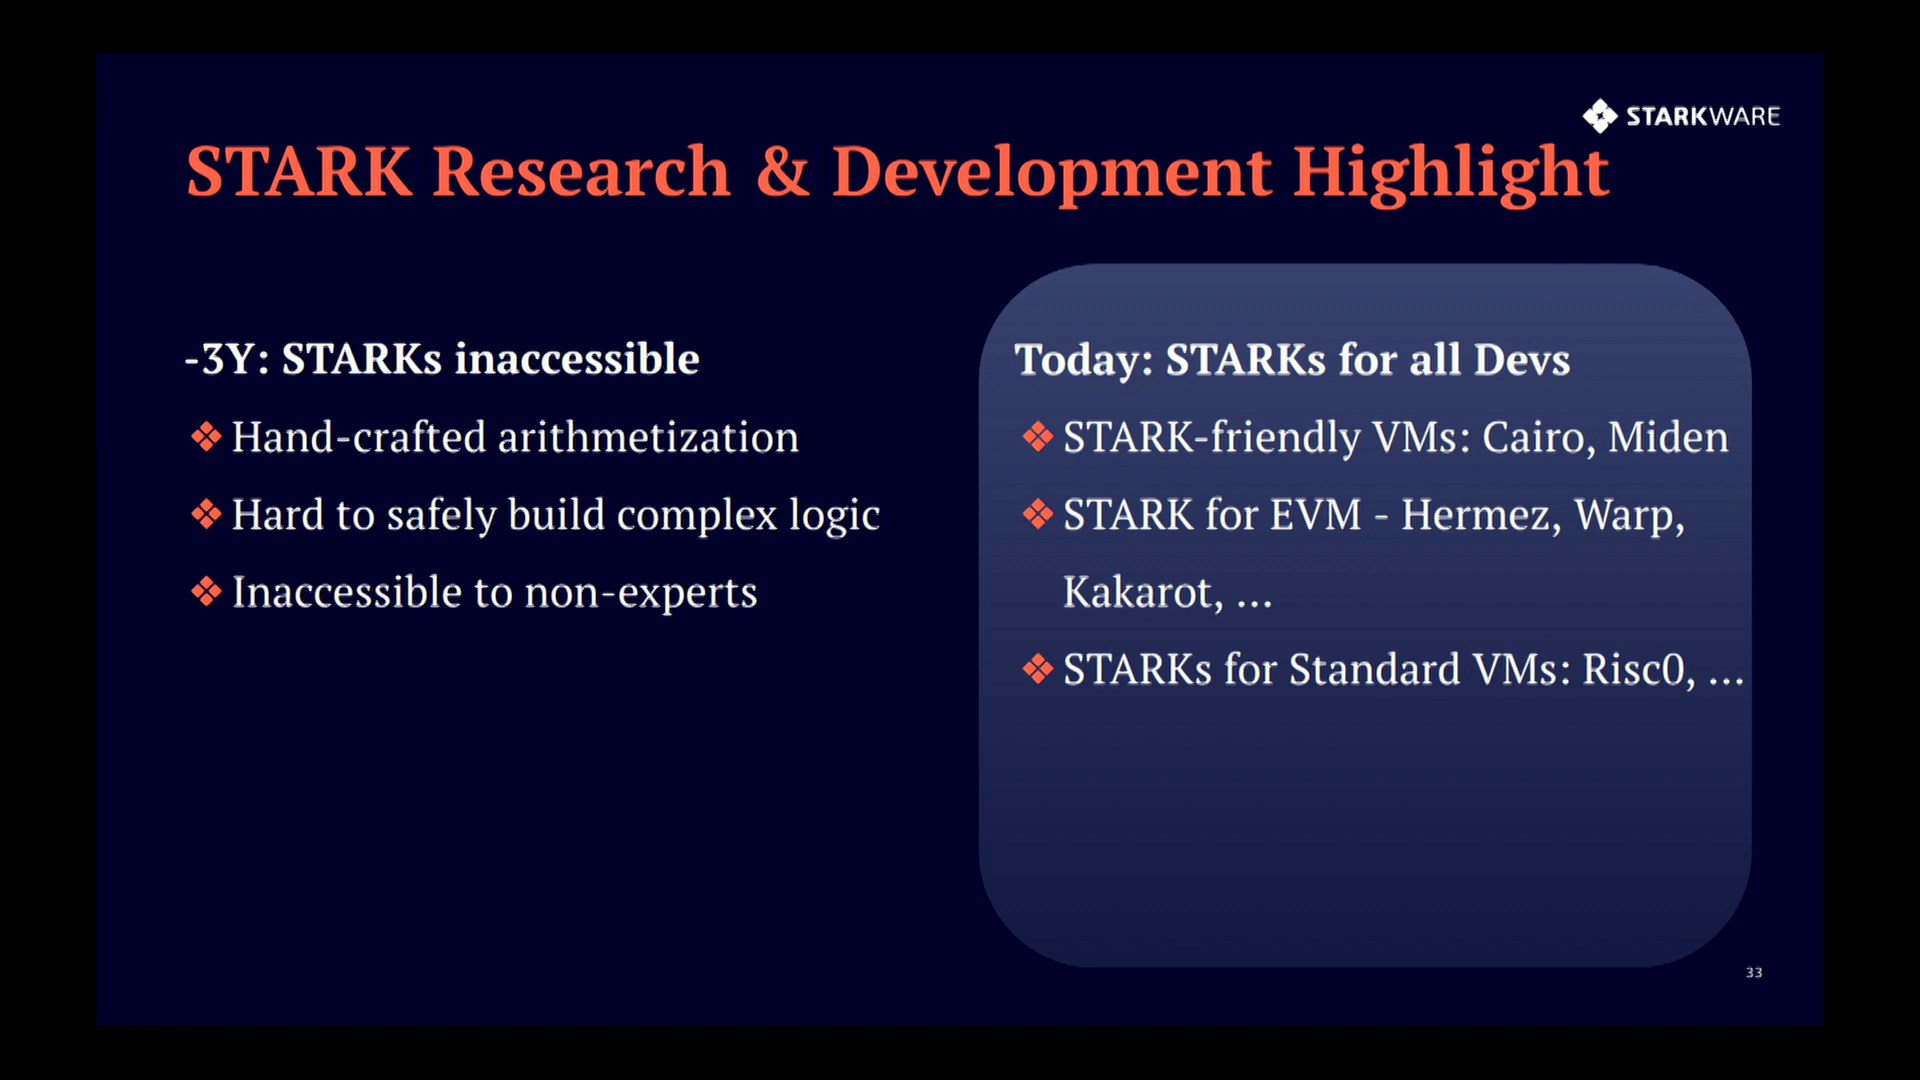 STARKWARE
STARK Research & Development Highlight
-3Y: STARKs inaccessible
❖ Hand-crafted arithmetization
❖ Hard to safely build complex logic
❖ Inaccessible to non-experts
Today: STARKs for all Devs
❖ STARK-friendly VMs: Cairo, Miden
❖ STARK for EVM - Hermez, Warp,
Kakarot, ...
❖ STARKs for Standard VMs: Risc0, ...
33